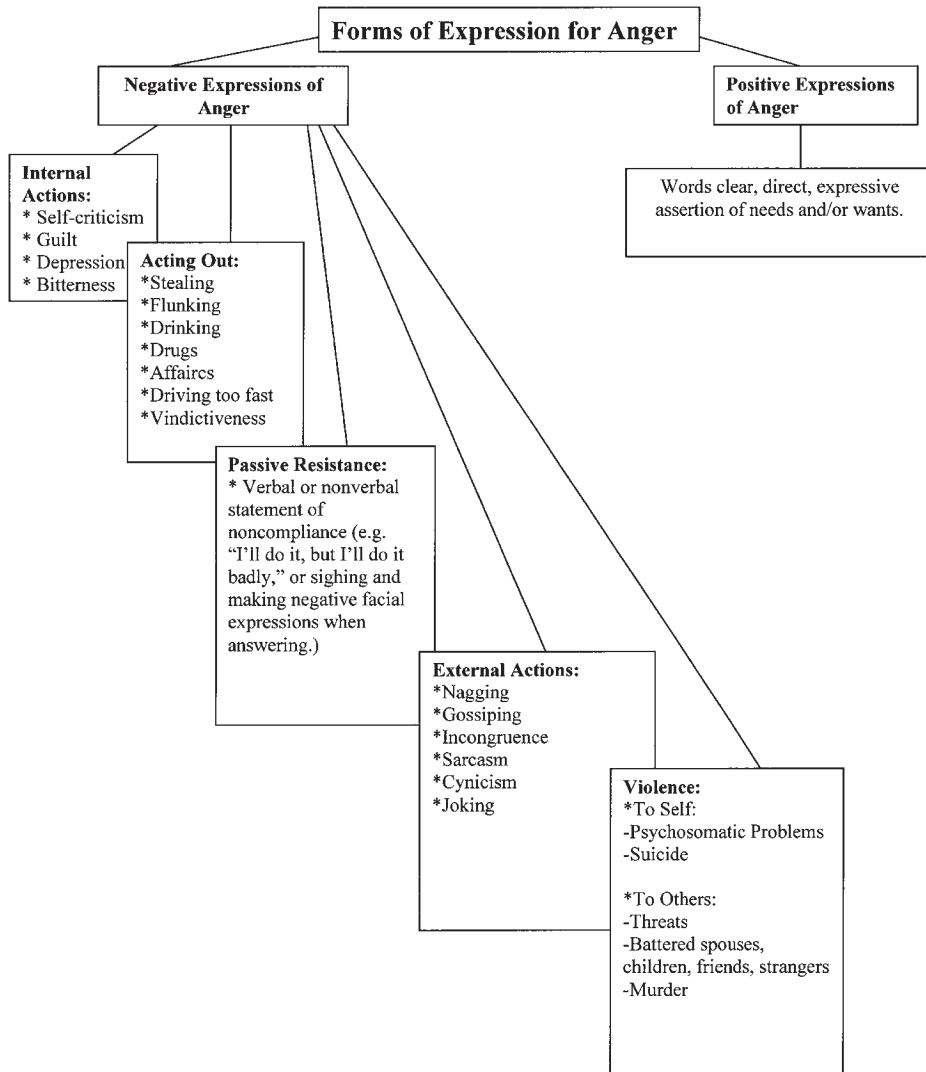 Forms of Expression for Anger
Negative Expressions of
Anger
Positive Expressions
of Anger
Words clear, direct, expressive
assertion of needs and/or wants.
Internal
Actions:
* Self-criticism
* Guilt
* Depression
* Bitterness
Acting Out:
*Stealing
*Flunking
*Drinking
*Drugs
*Affaires
*Driving too fast
*Vindictiveness
Passive Resistance:
* Verbal or nonverbal
statement of
noncompliance (e.g.
“I’ll do it, but I’ll do it
badly,” or sighing and
making negative facial
expressions when
answering.)
External Actions:
*Nagging
*Gossiping
*Incongruence
*Sarcasm
*Cynicism
*Joking
Violence:
*To Self:
-Psychosomatic Problems
-Suicide
*To Others:
-Threats
-Battered spouses,
children, friends, strangers
-Murder